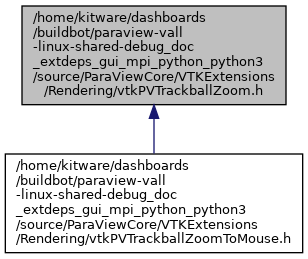 /home/kitware/dashboards
/buildbot/paraview-vall
-linux-shared-debug_doc
_extdeps_gui_mpi_python_python3
/source/ParaViewCore/VTKExtensions
/Rendering/vtkPVTrackballZoom.h
/home/kitware/dashboards
/buildbot/paraview-vall
-linux-shared-debug_doc
_extdeps_gui_mpi_python_python3
/source/ParaViewCore/VTKExtensions
/Rendering/vtkPVTrackballZoomToMouse.h